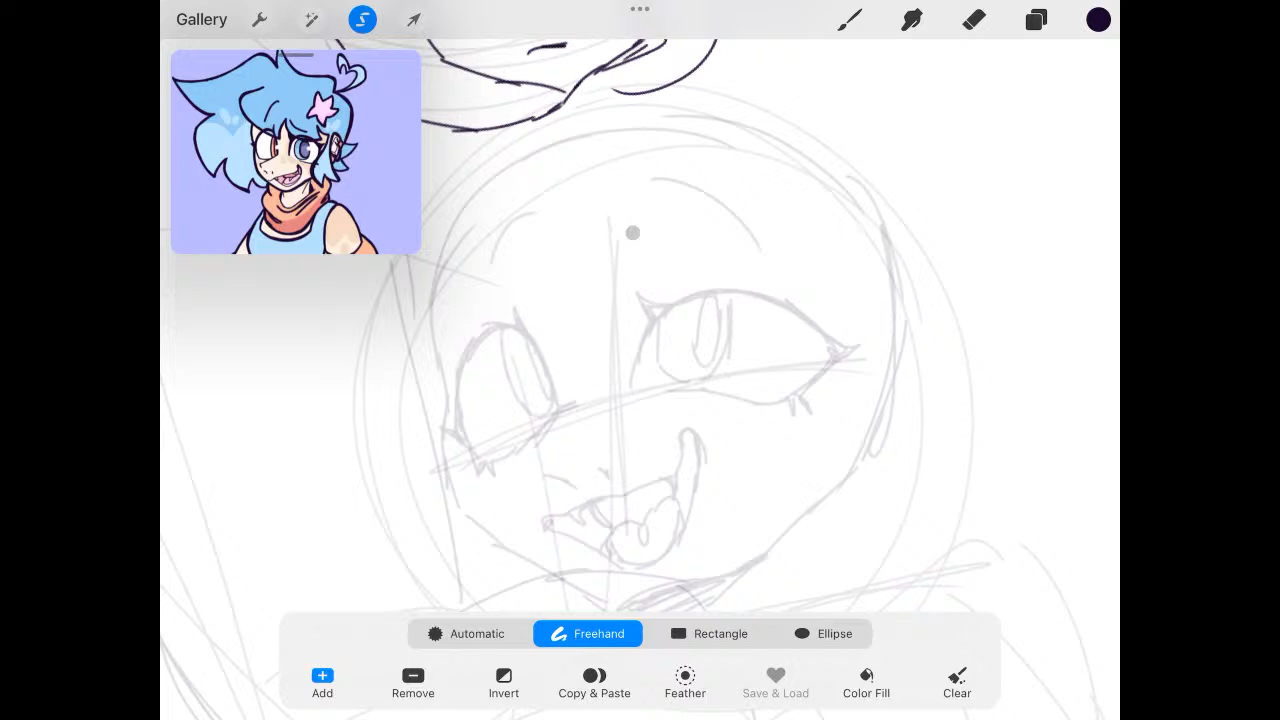 Gallery
Automatic
Freehand
Rectangle
Ellipse
Add
Remove
Invert
Copy & Paste
Feather
Save & Load
Color Fill
Clear